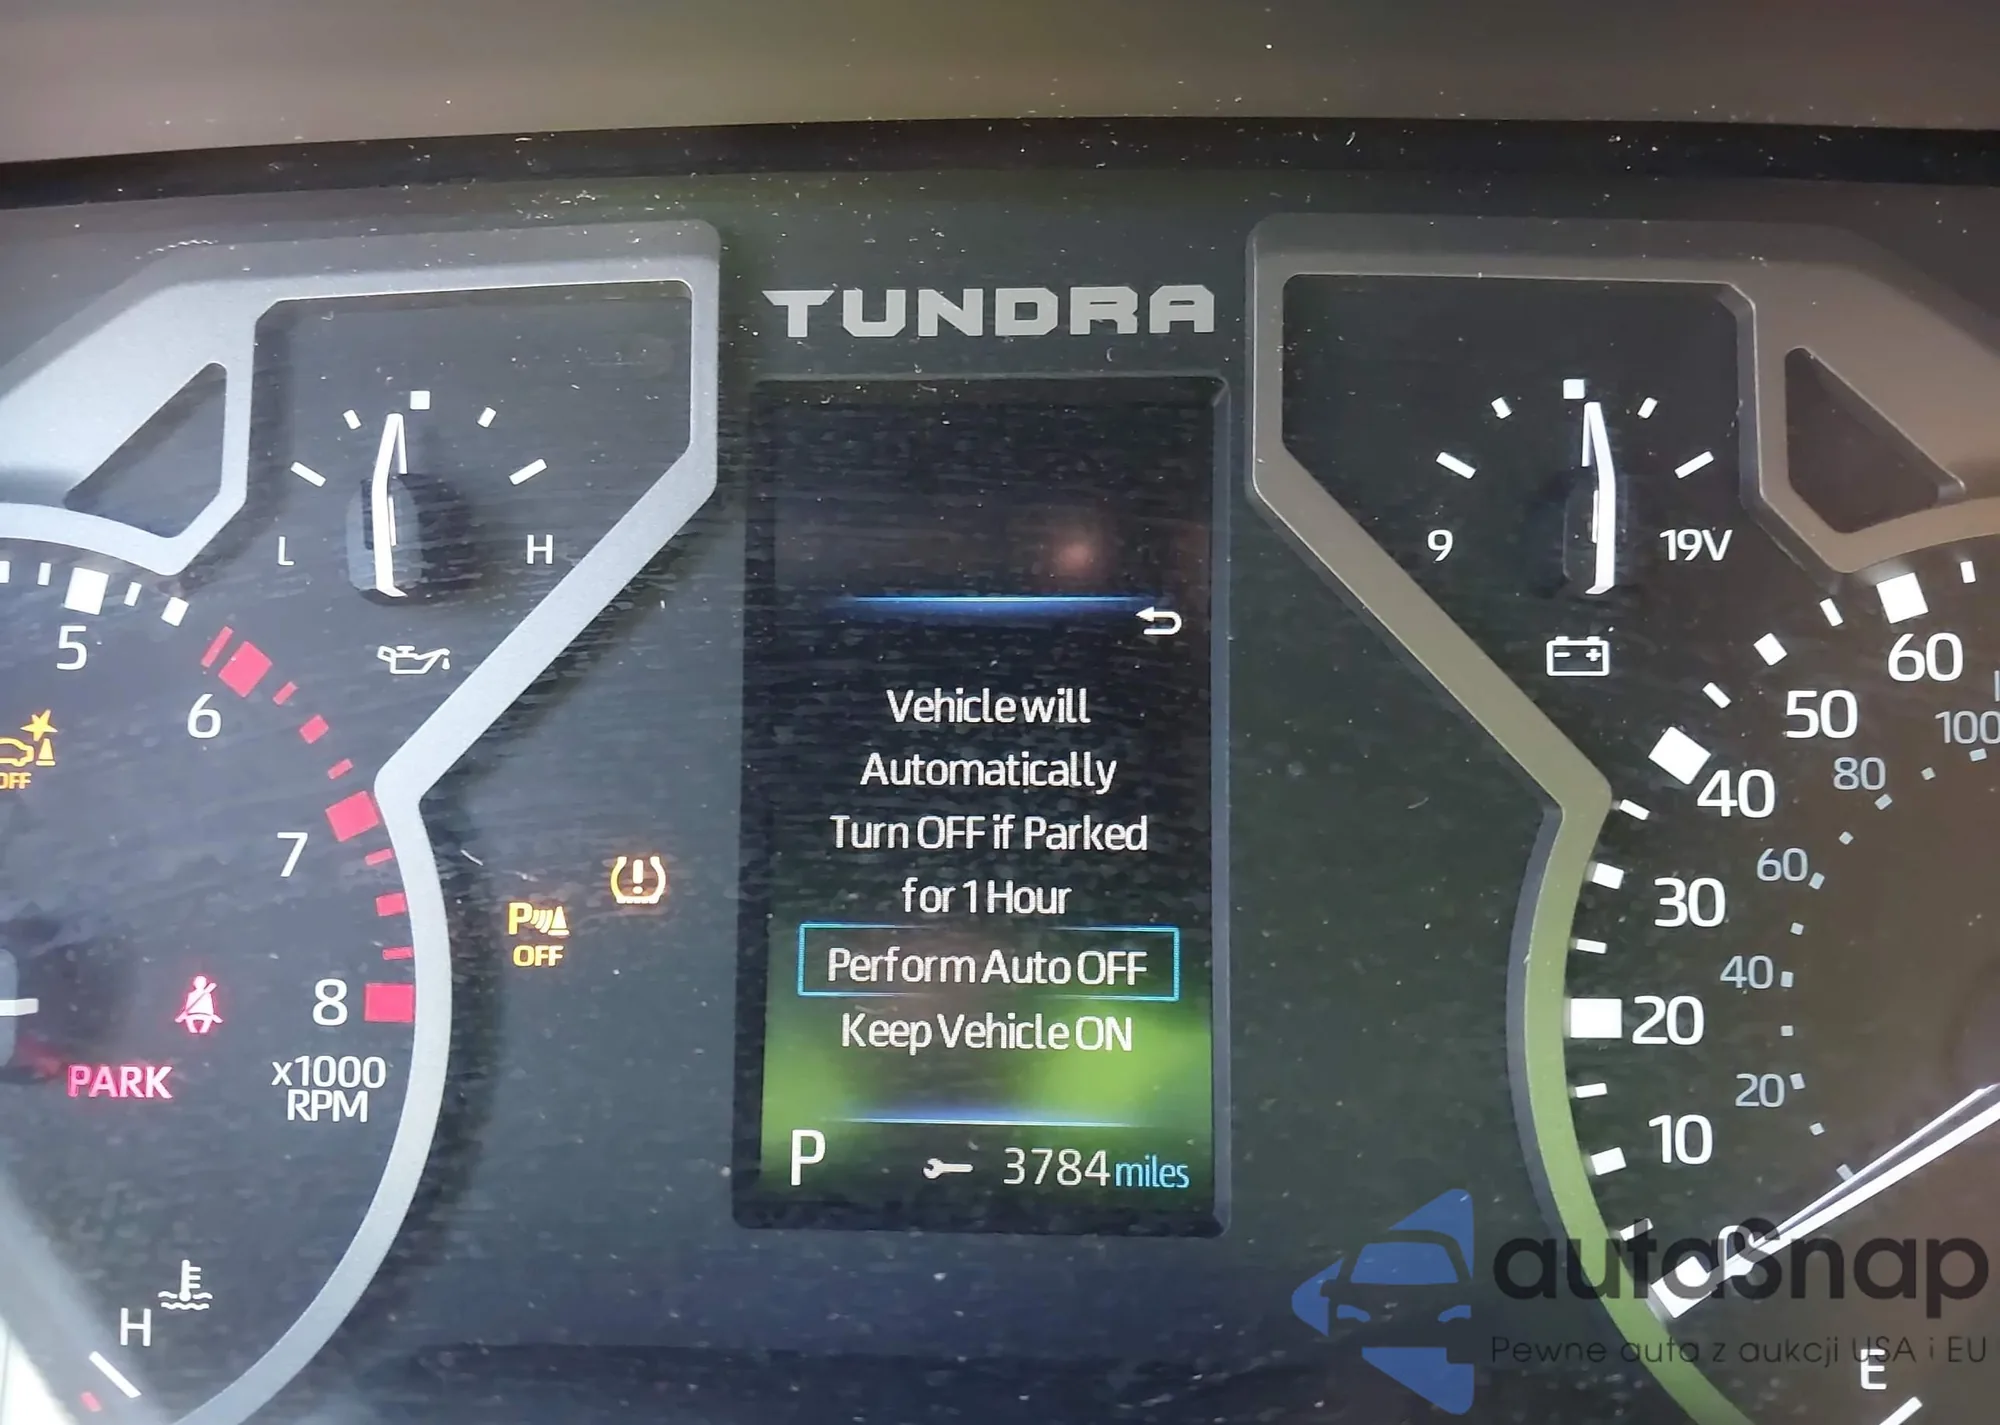 TUNDRA
L
H
9
19V
5
6
7
8
x1000
RPM
OFF
P
OFF
PARK
H
Vehicle will
Automatically
Turn OFF if Parked
for 1 Hour
Perform Auto OFF
Keep Vehicle ON
P
3784 miles
60
50
40
30
20
10
100
80
60
40
20
E
autosnap
Pewne auta z aukcji USA i EU